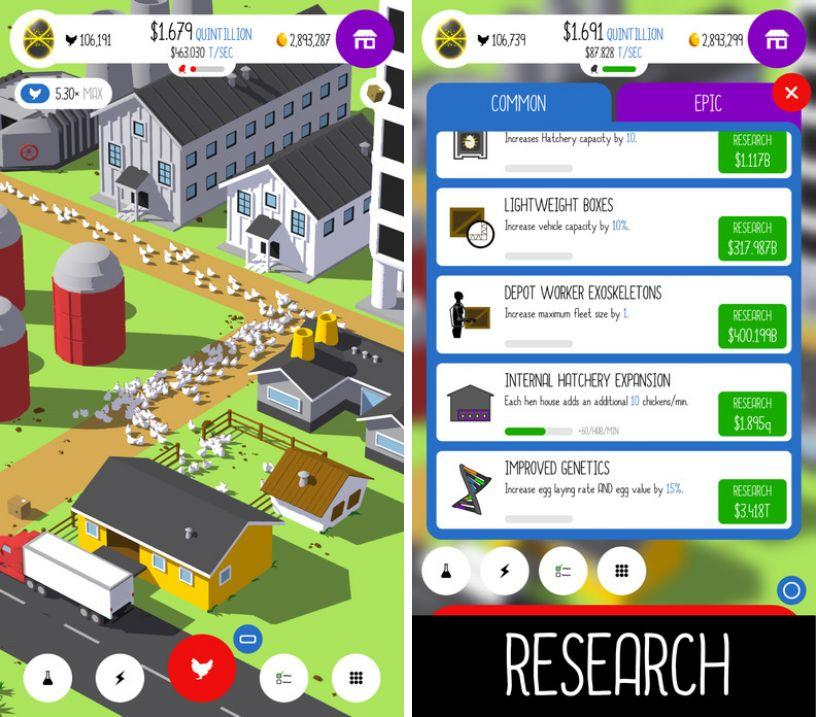 106,191
$1.679 QUINTILLION
$463.030 T/SEC
2,893,287
5.30× MAX
106,739
$1.691 QUINTILLION
$87.828 T/SEC
2,893,299
COMMON
EPIC
Increases Hatchery capacity by 10.
RESEARCH
$1.117B
LIGHTWEIGHT BOXES
Increase vehicle capacity by 10%.
RESEARCH
$317.987B
DEPOT WORKER EXOSKELETONS
Increase maximum fleet size by 1.
RESEARCH
$400.199B
INTERNAL HATCHERY EXPANSION
Each hen house adds an additional 10 chickens/min.
+60/HAB/MIN
RESEARCH
$1.895q
IMPROVED GENETICS
Increase egg laying rate AND egg value by 15%.
RESEARCH
$3.418T
RESEARCH